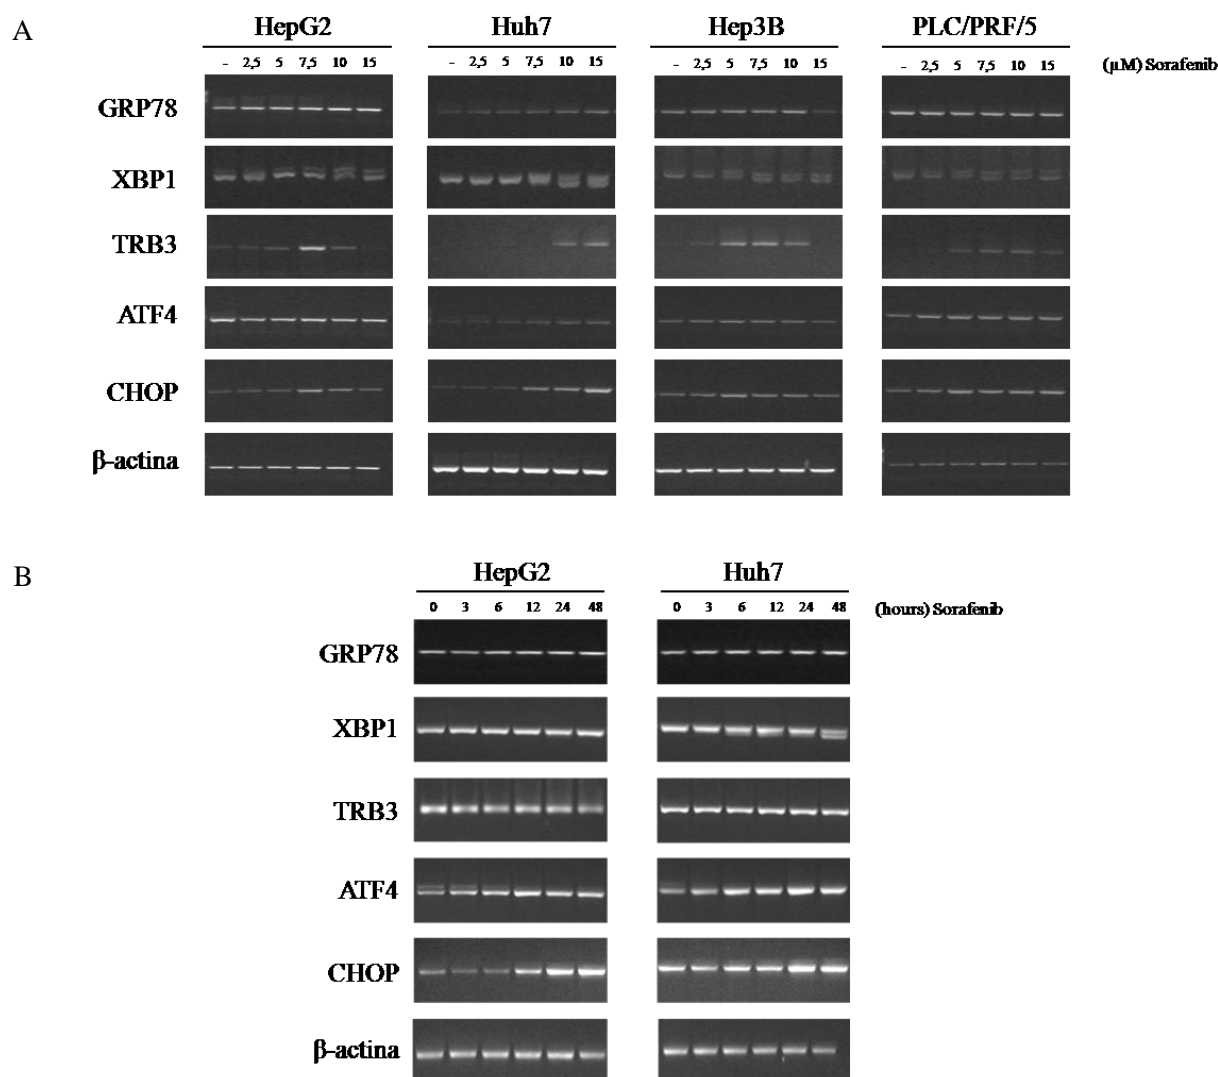 A
HepG2 Huh7 Hep3B PLC/PRF/5
- 2,5 5 7,5 10 15 - 2,5 5 7,5 10 15 - 2,5 5 7,5 10 15 - 2,5 5 7,5 10 15 (µM) Sorafenib
GRP78
XBP1
TRB3
ATF4
CHOP
β-actina
B
HepG2 Huh7
0 3 6 12 24 48 0 3 6 12 24 48 (hours) Sorafenib
GRP78
XBP1
TRB3
ATF4
CHOP
β-actina